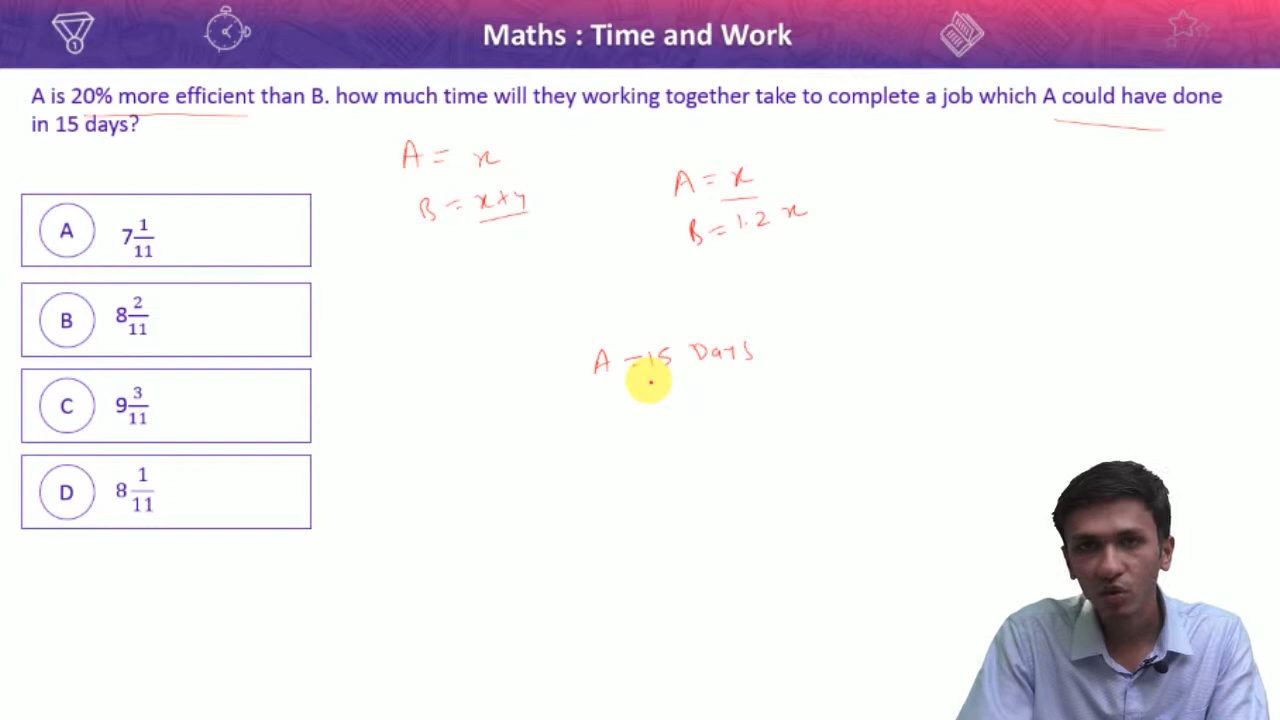 Maths : Time and Work
A is 20% more efficient than B. how much time will they working together take to complete a job which A could have done
in 15 days?
A = x
B = x+y
A = x
B = 1.2 x
A 7 1/11
B 8 2/11
C 9 3/11
D 8 1/11
A = 15 Days